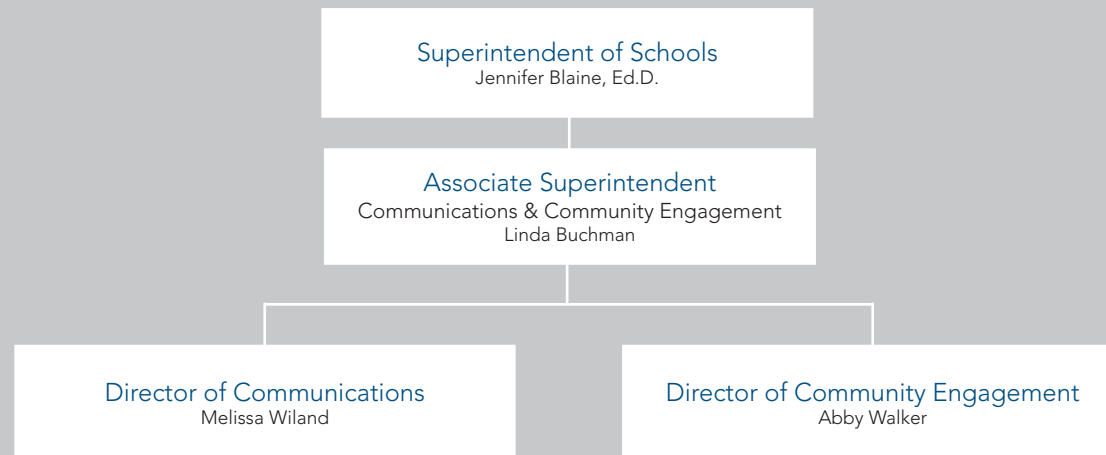 Superintendent of Schools
Jennifer Blaine, Ed.D.
Associate Superintendent
Communications & Community Engagement
Linda Buchman
Director of Communications
Melissa Wiland
Director of Community Engagement
Abby Walker